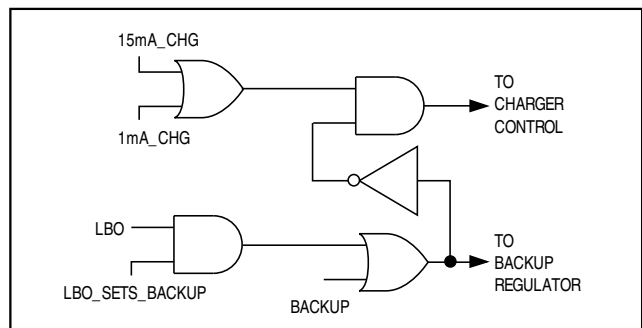 15mA_CHG
1mA_CHG
TO
CHARGER
CONTROL
LBO
LBO_SETS_BACKUP
BACKUP
TO
BACKUP
REGULATOR